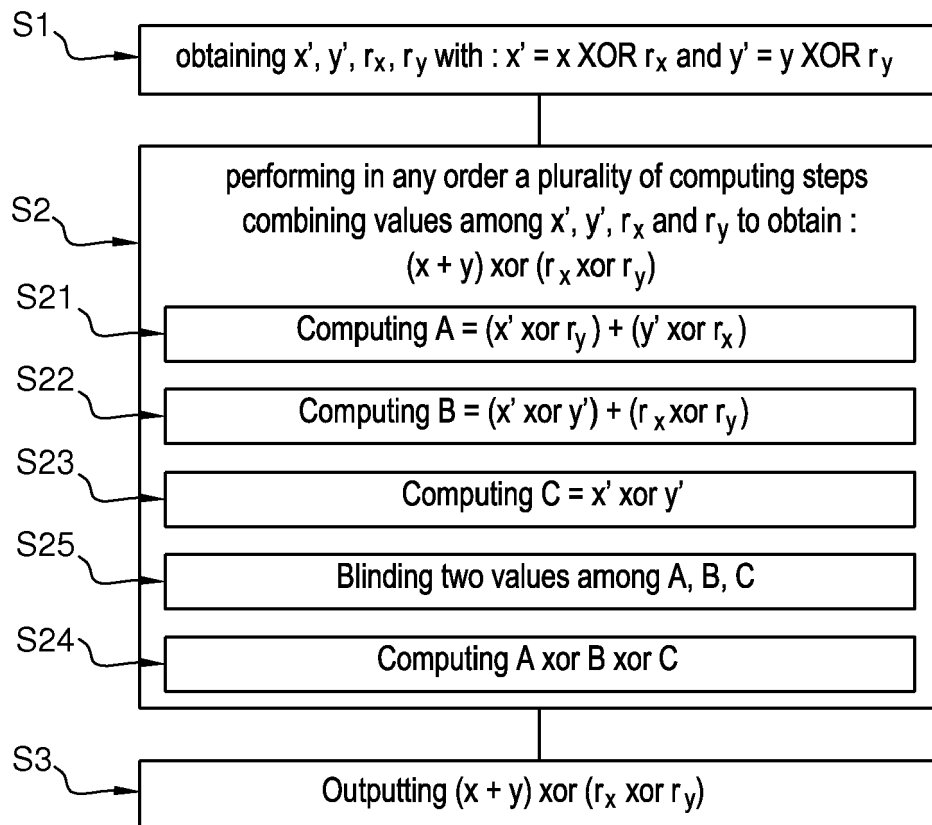 S1
obtaining x', y', rx, ry with : x' = x XOR rx and y' = y XOR ry
S2
performing in any order a plurality of computing steps
combining values among x', y', rx and ry to obtain :
(x + y) xor (rx xor ry)
S21
Computing A = (x' xor ry) + (y' xor rx)
S22
Computing B = (x' xor y') + (rx xor ry)
S23
Computing C = x' xor y'
S25
Blinding two values among A, B, C
S24
Computing A xor B xor C
S3
Outputting (x + y) xor (rx xor ry)